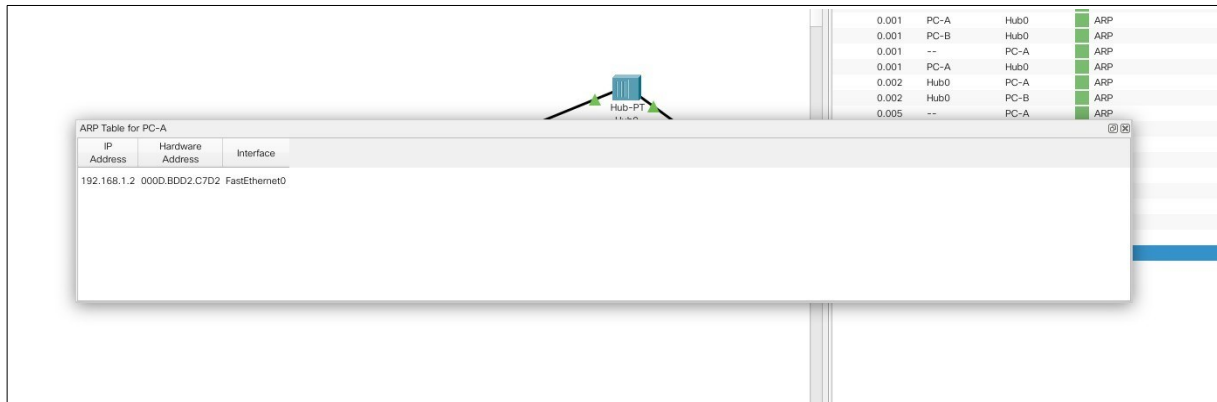 0.001 PC-A Hub0 ARP
0.001 PC-B Hub0 ARP
0.001 -- PC-A ARP
0.001 PC-A Hub0 ARP
0.002 Hub0 PC-A ARP
0.002 Hub0 PC-B ARP
0.005 -- PC-A ARP
Hub-PT
ARP Table for PC-A
IP Address Hardware Address Interface
192.168.1.2 000D.BDD2.C7D2 FastEthernet0